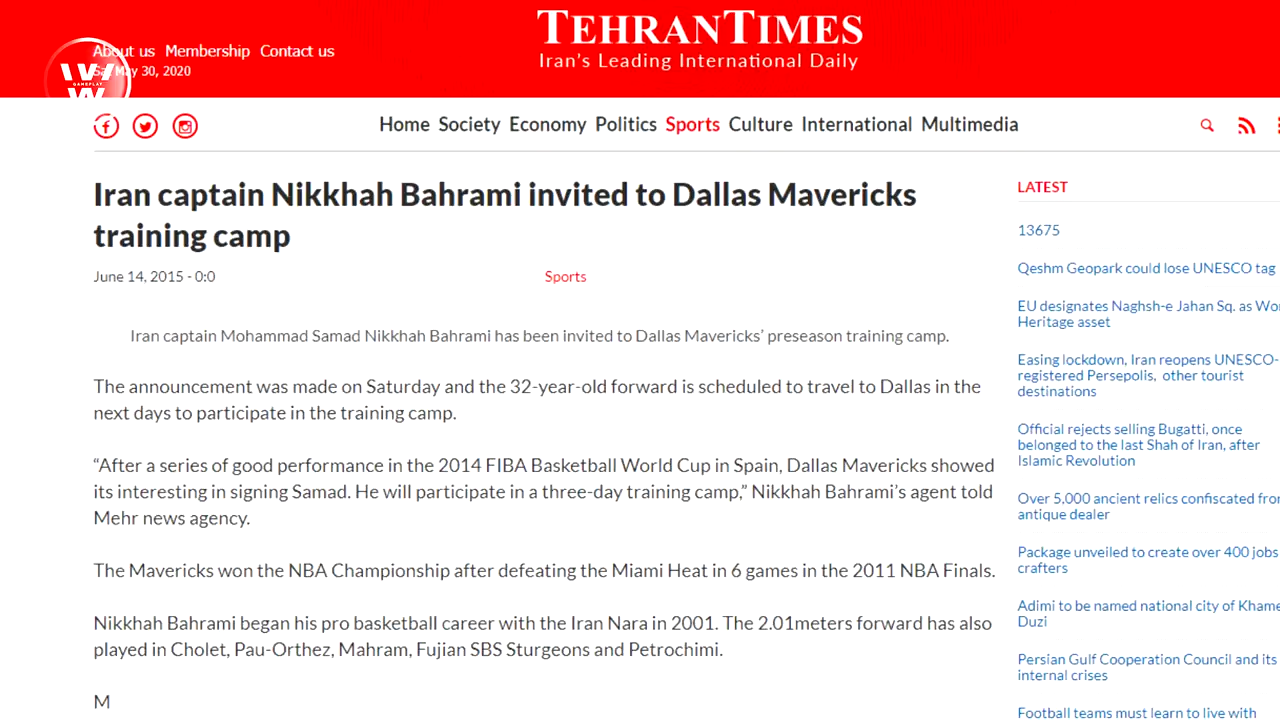 TEHRANTIMES
Iran's Leading International Daily
About us Membership Contact us
Sat May 30, 2020
GAMEPLAY
Home Society Economy Politics Sports Culture International Multimedia
Iran captain Nikkhah Bahrami invited to Dallas Mavericks
training camp
June 14, 2015 - 0:0
Sports
Iran captain Mohammad Samad Nikkhah Bahrami has been invited to Dallas Mavericks’ preseason training camp.
The announcement was made on Saturday and the 32-year-old forward is scheduled to travel to Dallas in the
next days to participate in the training camp.
“After a series of good performance in the 2014 FIBA Basketball World Cup in Spain, Dallas Mavericks showed
its interesting in signing Samad. He will participate in a three-day training camp,” Nikkhah Bahrami’s agent told
Mehr news agency.
The Mavericks won the NBA Championship after defeating the Miami Heat in 6 games in the 2011 NBA Finals.
Nikkhah Bahrami began his pro basketball career with the Iran Nara in 2001. The 2.01meters forward has also
played in Cholet, Pau-Orthez, Mahram, Fujian SBS Sturgeons and Petrochimi.
M
LATEST
13675
Qeshm Geopark could lose UNESCO tag
EU designates Naghsh-e Jahan Sq. as Wor
Heritage asset
Easing lockdown, Iran reopens UNESCO-
registered Persepolis, other tourist
destinations
Official rejects selling Bugatti, once
belonged to the last Shah of Iran, after
Islamic Revolution
Over 5,000 ancient relics confiscated from
antique dealer
Package unveiled to create over 400 jobs
crafters
Adimi to be named national city of Khame
Duzi
Persian Gulf Cooperation Council and its
internal crises
Football teams must learn to live with